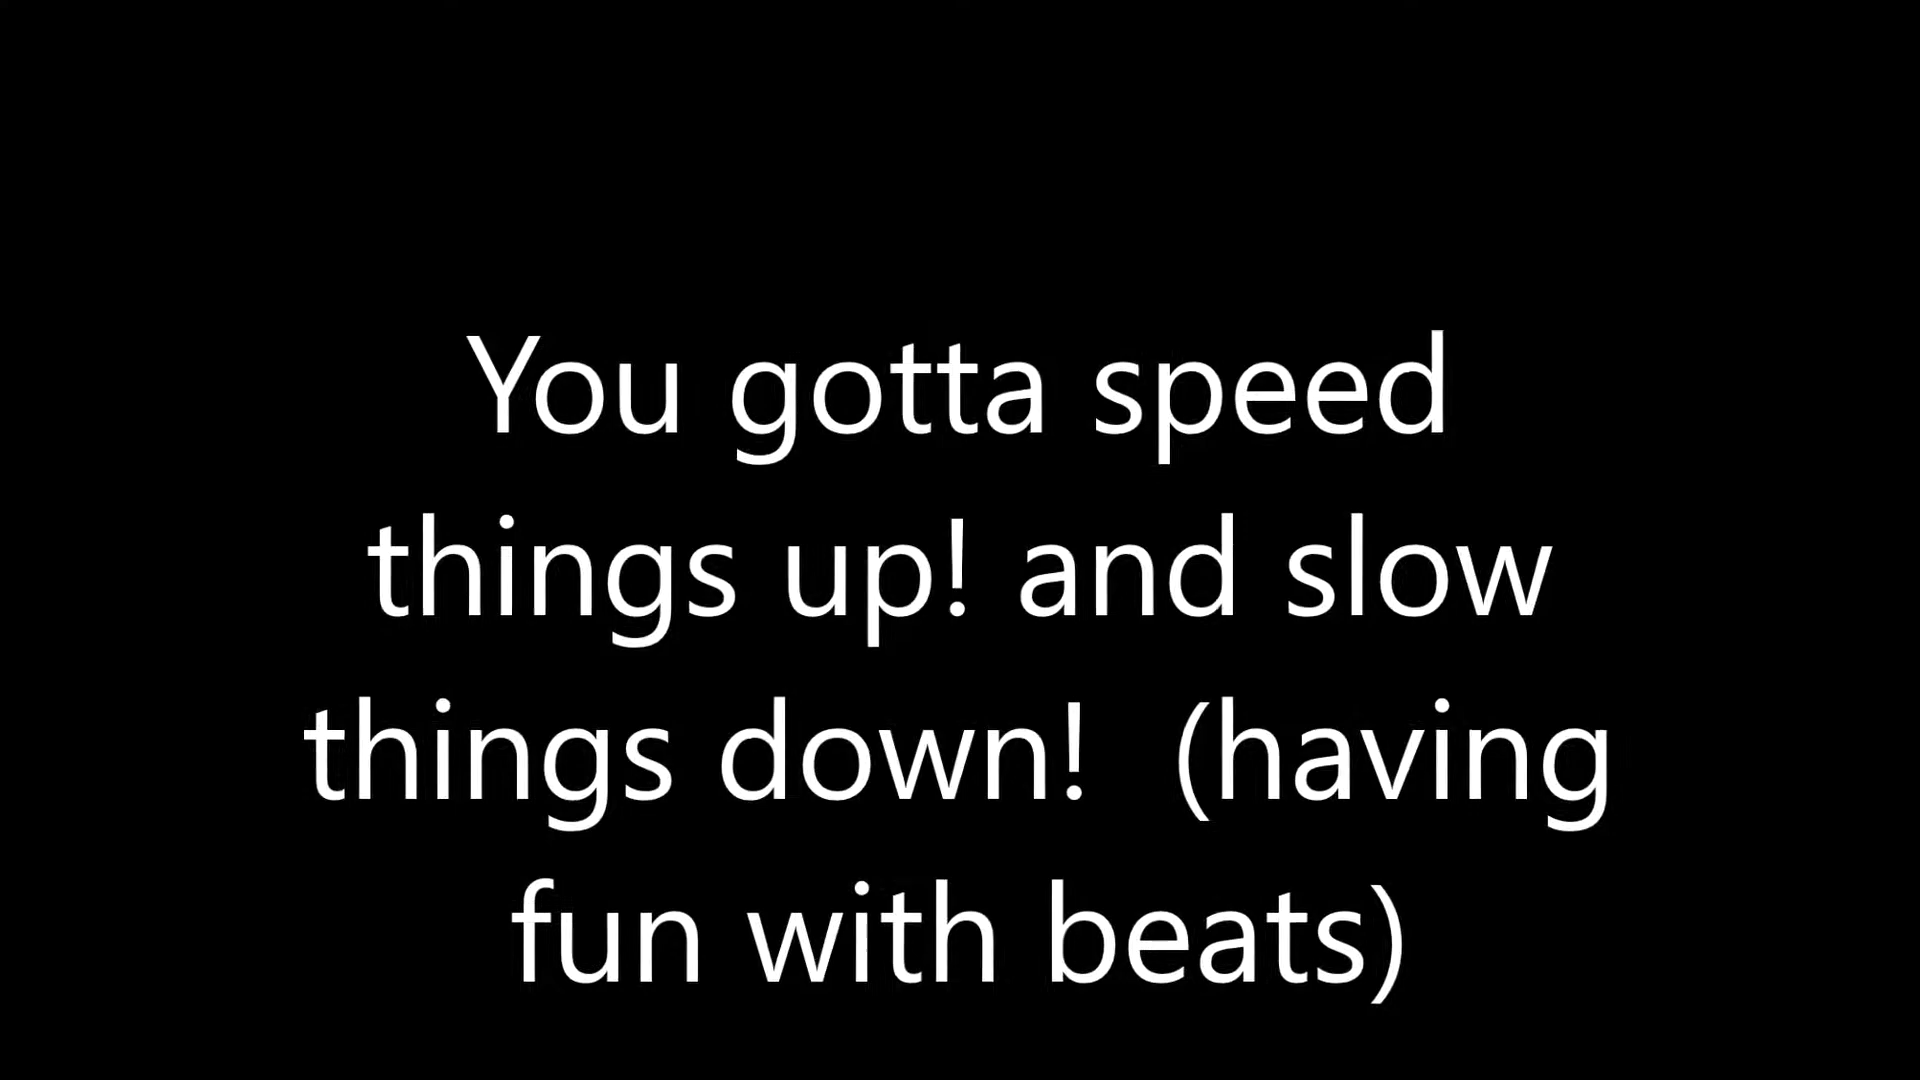 You gotta speed
things up! and slow
things down!  (having
fun with beats)